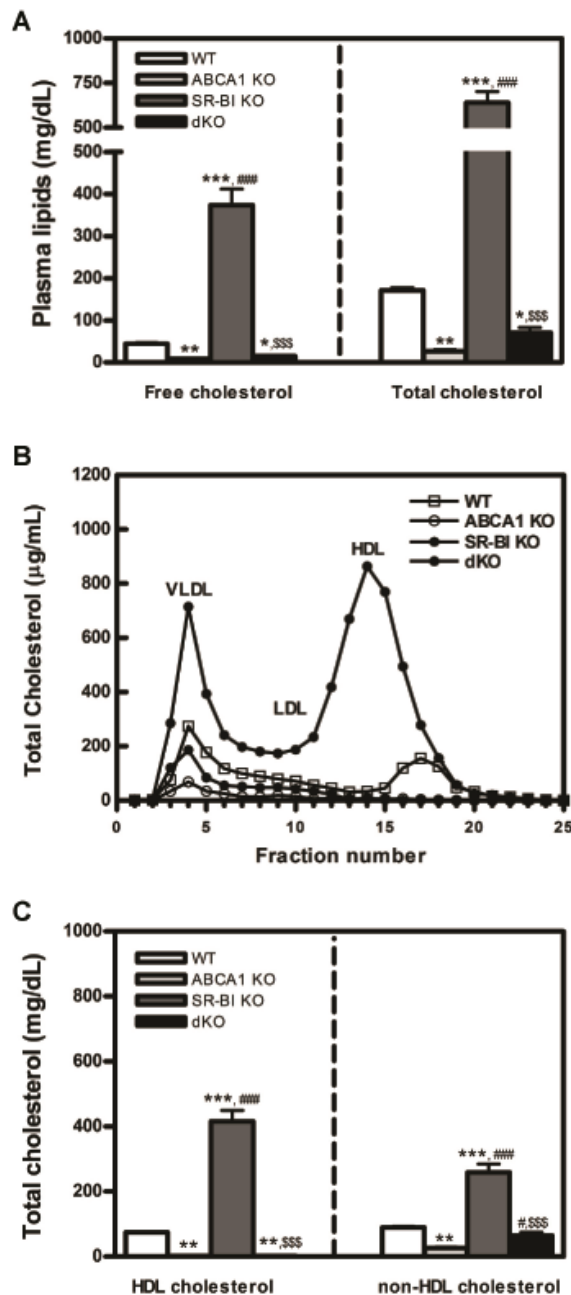 A
Plasma lipids (mg/dL)
1000
750
500
500
400
300
200
100
0
WT
ABCA1 KO
SR-BI KO
dKO
***, ###
**
*,$$$
***, ###
**
*,$$$
Free cholesterol
Total cholesterol
B
Total Cholesterol (µg/mL)
1200
1000
800
600
400
200
0
WT
ABCA1 KO
SR-BI KO
dKO
VLDL
LDL
HDL
0 5 10 15 20 25
Fraction number
C
Total cholesterol (mg/dL)
1000
800
600
400
200
0
WT
ABCA1 KO
SR-BI KO
dKO
***, ###
**
**,$$$
***, ###
**
#,$$$
HDL cholesterol
non-HDL cholesterol